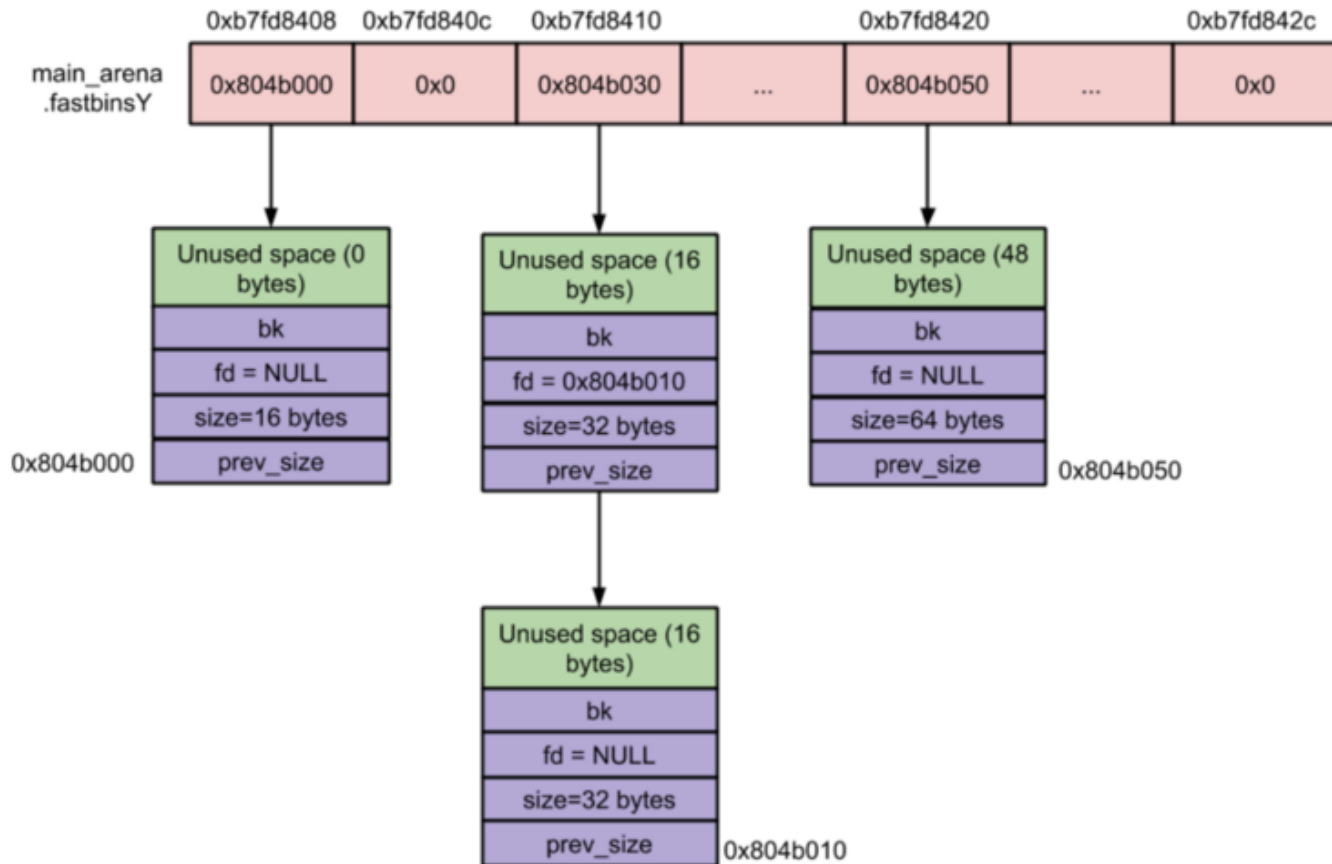 0xb7fd8408 0xb7fd840c 0xb7fd8410 0xb7fd8420 0xb7fd842c
main_arena
.fastbinsY
0x804b000 0x0 0x804b030 ... 0x804b050 ... 0x0
Unused space (0
bytes)
bk
fd = NULL
size=16 bytes
prev_size
0x804b000
Unused space (16
bytes)
bk
fd = 0x804b010
size=32 bytes
prev_size
Unused space (48
bytes)
bk
fd = NULL
size=64 bytes
prev_size
0x804b050
Unused space (16
bytes)
bk
fd = NULL
size=32 bytes
prev_size
0x804b010